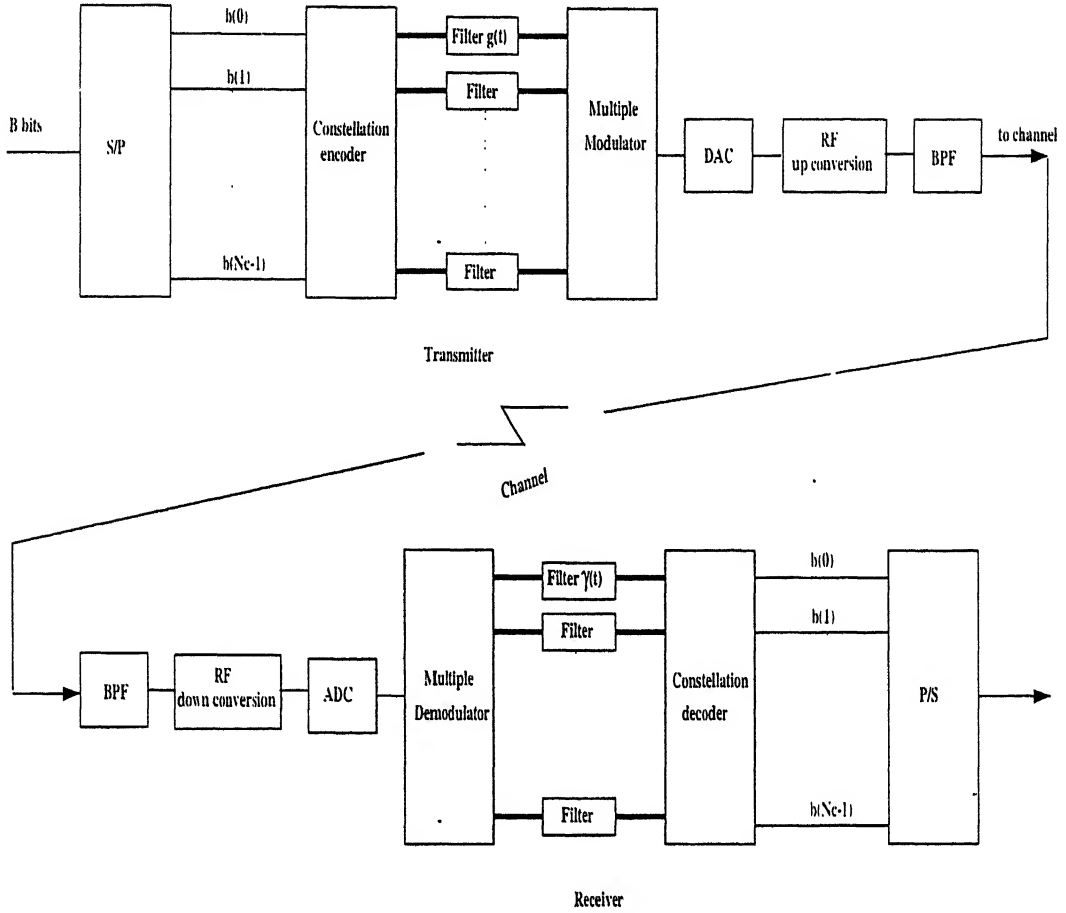 b(0)
Filter g(t)
b(1)
Filter
B bits
S/P
Constellation
encoder
Multiple
Modulator
DAC
RF
up conversion
BPF
to channel
b(Nc-1)
Filter
Transmitter
Channel
Filter γ(t)
b(0)
Filter
b(1)
BPF
RF
down conversion
ADC
Multiple
Demodulator
Constellation
decoder
P/S
Filter
b(Nc-1)
Receiver